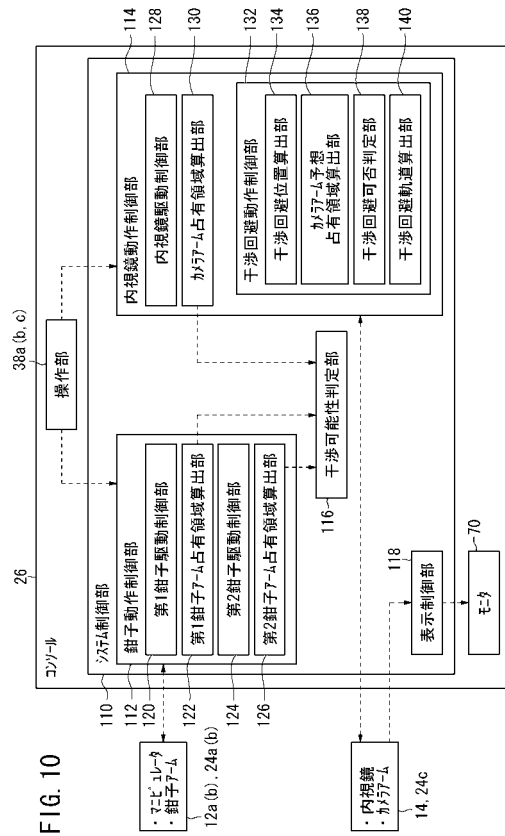 FIG. 10
コンソール
26
38a (b, c)
操作部
システム制御部
110
鉗子動作制御部
112
第1鉗子駆動制御部
120
第1鉗子アーム占有領域算出部
122
第2鉗子駆動制御部
124
第2鉗子アーム占有領域算出部
126
内視鏡動作制御部
114
内視鏡駆動制御部
128
カメラアーム占有領域算出部
130
干渉回避動作制御部
132
干渉回避位置算出部
134
カメラアーム予想
占有領域算出部
136
干渉回避可否判定部
138
干渉回避軌道算出部
140
干渉可能性判定部
116
表示制御部
118
モニタ
70
・マニピュレータ
・鉗子アーム
12a (b) , 24a (b)
・内視鏡
・カメラアーム
14, 24c